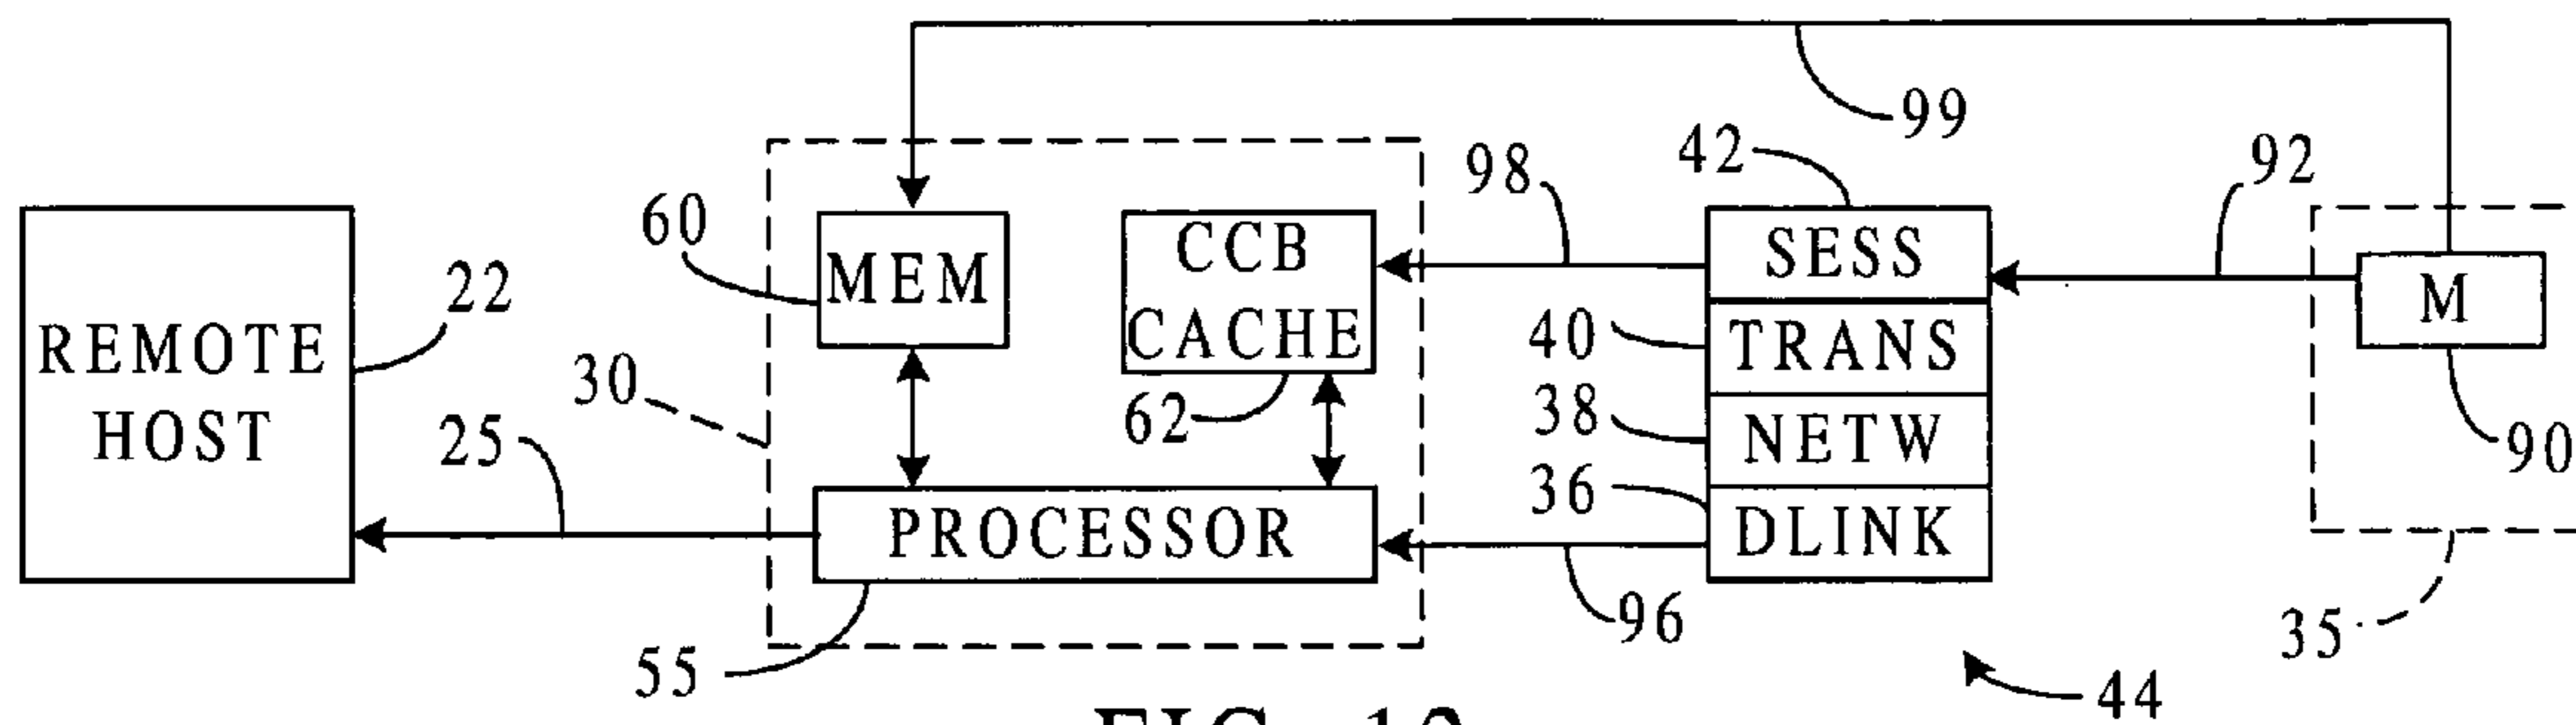 99
42
98
92
60
CCB
CACHE
SESS
MEM
M
22
REMOTE
HOST
40
TRANS
30
62
38
NETW
90
25
36
PROCESSOR
DLINK
96
35
55
44